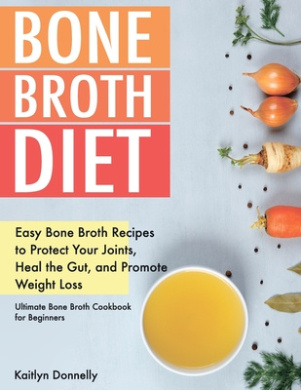 BONE
BROTH
DIET
Easy Bone Broth Recipes
to Protect Your Joints,
Heal the Gut, and Promote
Weight Loss
Ultimate Bone Broth Cookbook
for Beginners
Kaitlyn Donnelly